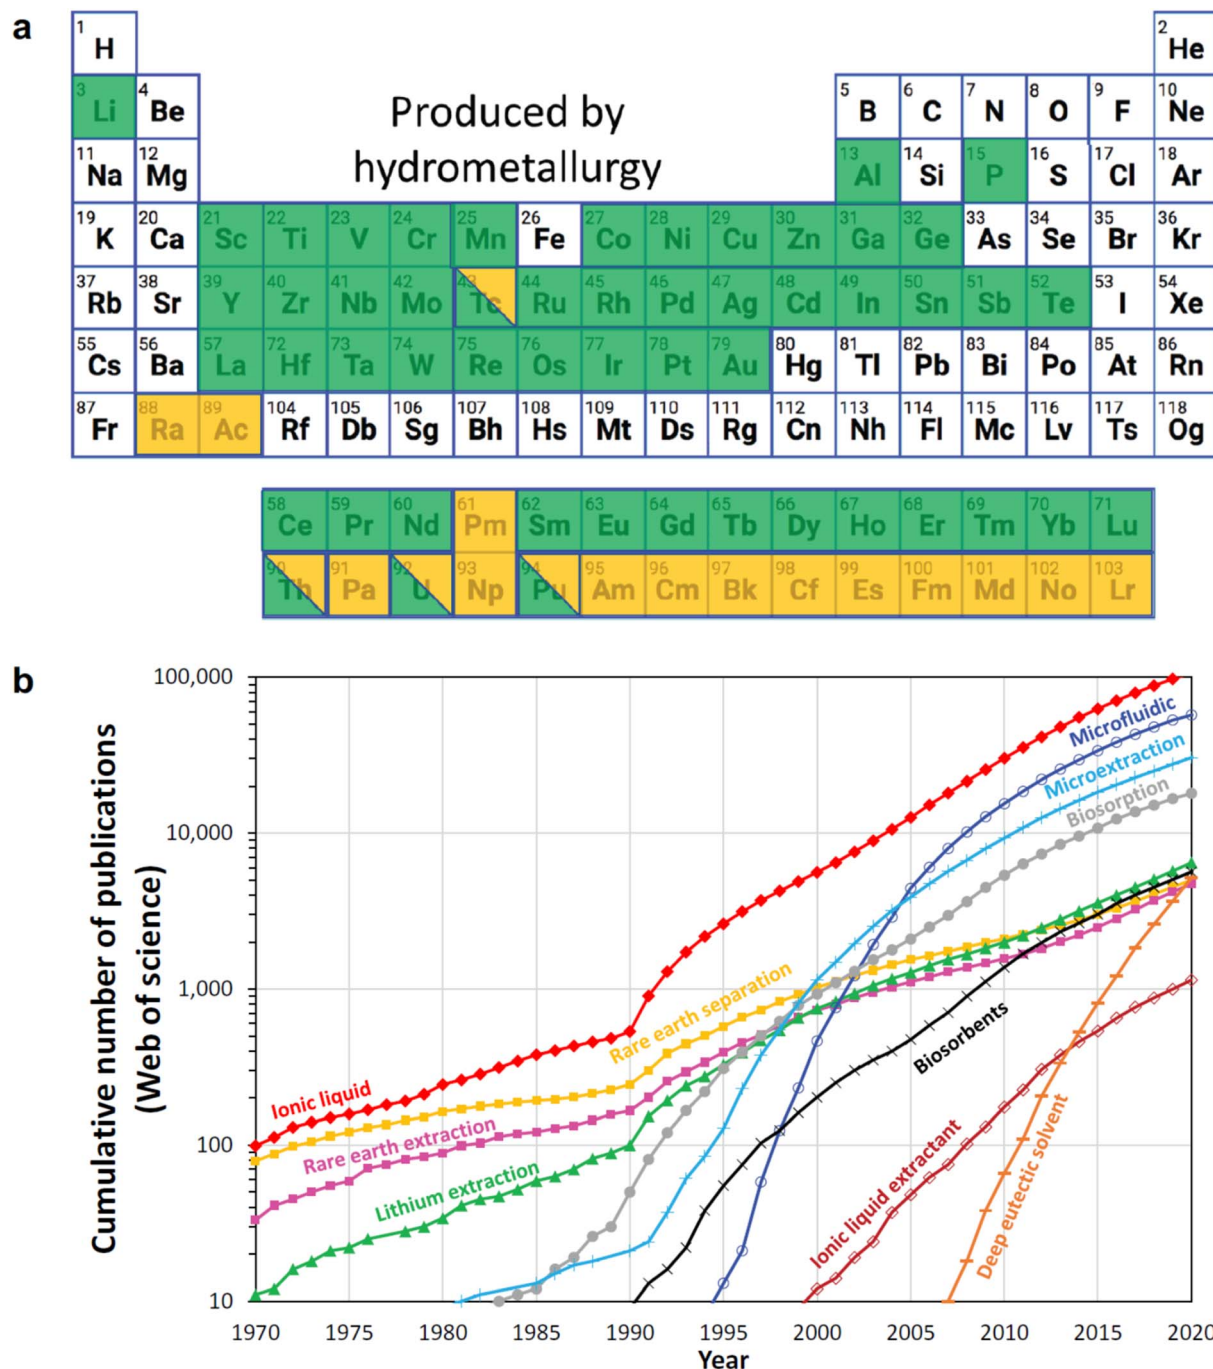 a
1 2
H He
3 4 5 6 7 8 9 10
Li Be B C N O F Ne
Produced by
hydrometallurgy
11 12 13 14 15 16 17 18
Na Mg Al Si P S Cl Ar
19 20 21 22 23 24 25 26 27 28 29 30 31 32 33 34 35 36
K Ca Sc Ti V Cr Mn Fe Co Ni Cu Zn Ga Ge As Se Br Kr
37 38 39 40 41 42 43 44 45 46 47 48 49 50 51 52 53 54
Rb Sr Y Zr Nb Mo Tc Ru Rh Pd Ag Cd In Sn Sb Te I Xe
55 56 57 72 73 74 75 76 77 78 79 80 81 82 83 84 85 86
Cs Ba La Hf Ta W Re Os Ir Pt Au Hg Tl Pb Bi Po At Rn
87 88 89 104 105 106 107 108 109 110 111 112 113 114 115 116 117 118
Fr Ra Ac Rf Db Sg Bh Hs Mt Ds Rg Cn Nh Fl Mc Lv Ts Og
58 59 60 61 62 63 64 65 66 67 68 69 70 71
Ce Pr Nd Pm Sm Eu Gd Tb Dy Ho Er Tm Yb Lu
90 91 92 93 94 95 96 97 98 99 100 101 102 103
Th Pa U Np Pu Am Cm Bk Cf Es Fm Md No Lr
b
Cumulative number of publications
(Web of science)
100,000
10,000
1,000
100
10
Microfluidic
Microextraction
Biosorption
Rare earth separation
Ionic liquid
Rare earth extraction
Lithium extraction
Biosorbents
Ionic liquid extractant
Deep eutectic solvent
1970 1975 1980 1985 1990 1995 2000 2005 2010 2015 2020
Year